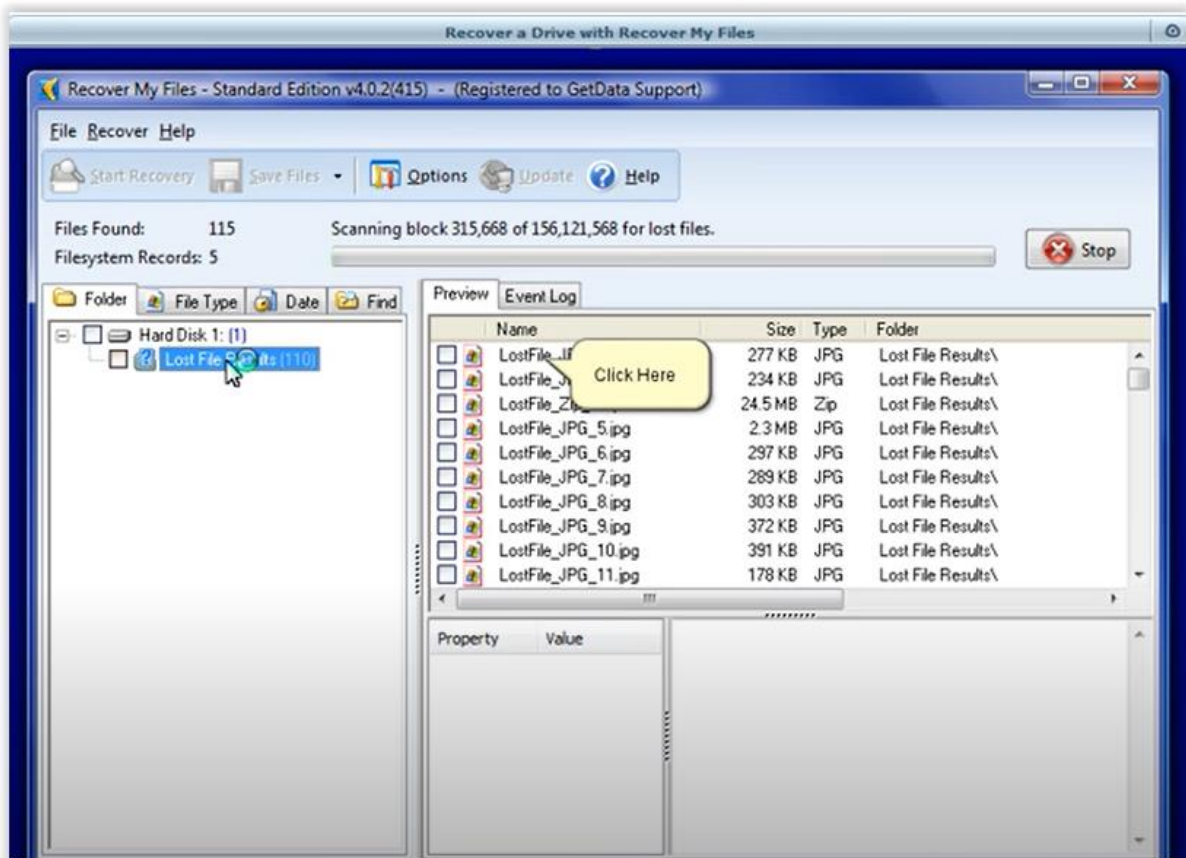 Recover a Drive with Recover My Files
Recover My Files - Standard Edition v4.0.2(415) - (Registered to GetData Support)
File Recover Help
Start Recovery Save Files Options Update Help
Files Found: 115 Scanning block 315,668 of 156,121,568 for lost files.
Filesystem Records: 5 Stop
Folder File Type Date Find Preview Event Log
Name Size Type Folder
Hard Disk 1: (1)
Lost File (110)
277 KB JPG Lost File Results\
Click Here
234 KB JPG Lost File Results\
24.5 MB Zip Lost File Results\
LostFile_JPG_5.jpg 2.3 MB JPG Lost File Results\
LostFile_JPG_6.jpg 297 KB JPG Lost File Results\
LostFile_JPG_7.jpg 289 KB JPG Lost File Results\
LostFile_JPG_8.jpg 303 KB JPG Lost File Results\
LostFile_JPG_9.jpg 372 KB JPG Lost File Results\
LostFile_JPG_10.jpg 391 KB JPG Lost File Results\
LostFile_JPG_11.jpg 178 KB JPG Lost File Results\
Property Value